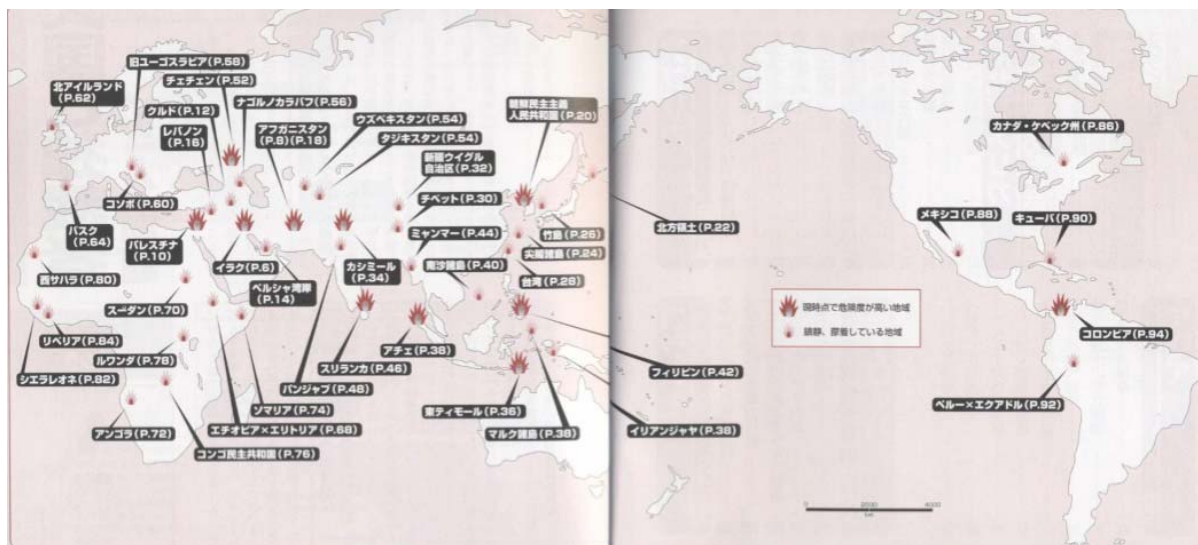 旧ユーゴスラビア(P.58)
チェチェン(P.52)
北アイルランド
(P.62)
ナゴルノカラバフ(P.56)
クルド(P.12)
ウズベキスタン(P.54)
朝鮮民主主義
人民共和国(P.20)
レバノン
(P.16)
アフガニスタン
(P.8)(P.18)
タジキスタン(P.54)
新疆ウイグル
自治区(P.32)
チベット(P.30)
コソボ(P.60)
バスク
(P.64)
パレスチナ
(P.10)
ミャンマー(P.44)
竹島(P.26)
尖閣諸島(P.24)
西サハラ(P.80)
イラク(P.6)
カシミール
(P.34)
南沙諸島(P.40)
台湾(P.28)
ペルシャ湾岸
(P.14)
スーダン(P.70)
リベリア(P.84)
ルワンダ(P.78)
シエラレオネ(P.82)
アチェ(P.38)
スリランカ(P.46)
パンジャブ(P.48)
ソマリア(P.74)
東ティモール(P.36)
アンゴラ(P.72)
エチオピア×エリトリア(P.68)
マルク諸島(P.38)
コンゴ民主共和国(P.76)
カナダ・ケベック州(P.86)
北方領土(P.22)
メキシコ(P.88)
キューバ(P.90)
現時点で危険度が高い地域
鎮静、膠着している地域
コロンビア(P.94)
フィリピン(P.42)
ペルー×エクアドル(P.92)
イリアンジャヤ(P.38)
0 2000 4000
km